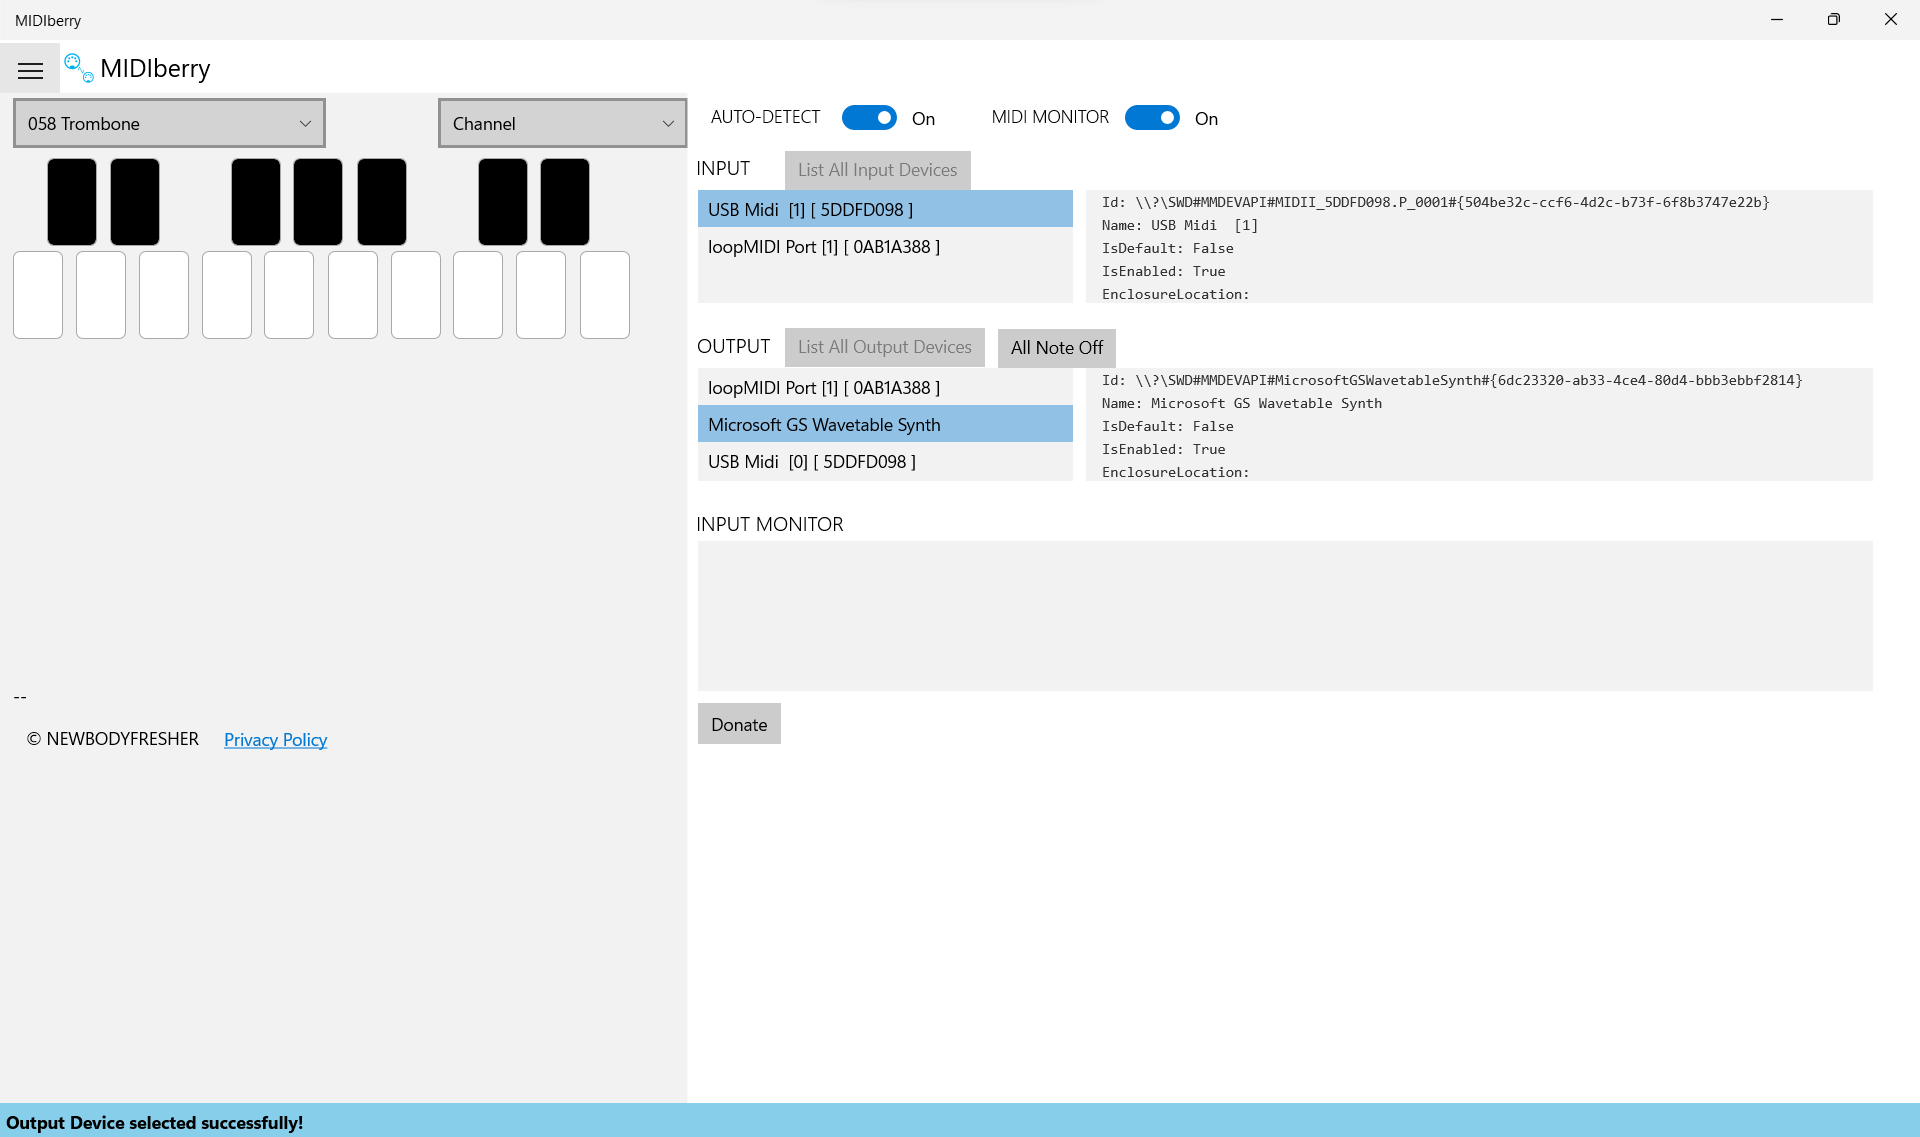 MIDIberry
MIDIberry
058 Trombone
Channel
AUTO-DETECT
On
MIDI MONITOR
On
INPUT
List All Input Devices
USB Midi  [1] [ 5DDFD098 ]
loopMIDI Port [1] [ 0AB1A388 ]
Id: \\?\SWD#MMDEVAPI#MIDII_5DDFD098.P_0001#{504be32c-ccf6-4d2c-b73f-6f8b3747e22b}
Name: USB Midi  [1]
IsDefault: False
IsEnabled: True
EnclosureLocation:
OUTPUT
List All Output Devices
All Note Off
loopMIDI Port [1] [ 0AB1A388 ]
Microsoft GS Wavetable Synth
USB Midi  [0] [ 5DDFD098 ]
Id: \\?\SWD#MMDEVAPI#MicrosoftGSWavetableSynth#{6dc23320-ab33-4ce4-80d4-bbb3ebbf2814}
Name: Microsoft GS Wavetable Synth
IsDefault: False
IsEnabled: True
EnclosureLocation:
INPUT MONITOR
--
© NEWBODYFRESHER
Privacy Policy
Donate
Output Device selected successfully!